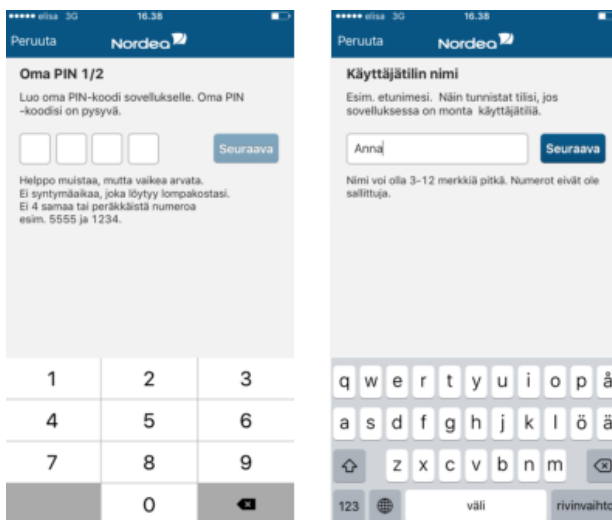 elisa 3G 16.38
Peruuta Nordea
Oma PIN 1/2
Luo oma PIN-koodi sovellukselle. Oma PIN
-koodisi on pysyvä.
Seuraava
Helppo muistaa, mutta vaikea arvata.
Ei syntymäaikaa, joka löytyy lompakostasi.
Ei 4 samaa tai peräkkäistä numeroa
esim. 5555 ja 1234.
1 2 3
4 5 6
7 8 9
0
elisa 3G 16.38
Peruuta Nordea
Käyttäjätilin nimi
Esim. etunimesi. Näin tunnistat tilisi, jos
sovelluksessa on monta käyttäjätiliä.
Anna Seuraava
Nimi voi olla 3-12 merkkiä pitkä. Numerot eivät ole
sallittuja.
q w e r t y u i o p å
a s d f g h j k l ö ä
z x c v b n m
123 väli rivinvaihto